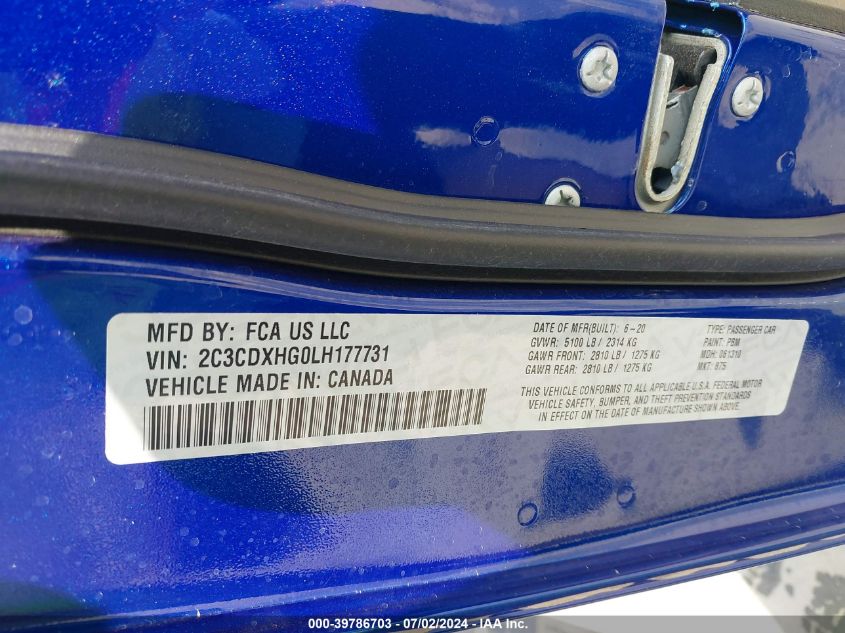 MFD BY: FCA US LLC
VIN: 2C3CDXHG0LH177731
VEHICLE MADE IN: CANADA
DATE OF MFR(BUILT): 6-20
GVWR: 5100 LB / 2314 KG
GAWR FRONT: 2810 LB / 1275 KG
GAWR REAR: 2810 LB / 1275 KG
TYPE: PASSENGER CAR
PAINT: PBM
MDH: 061310
MKT: 875
THIS VEHICLE CONFORMS TO ALL APPLICABLE U.S.A. FEDERAL MOTOR
VEHICLE SAFETY, BUMPER, AND THEFT PREVENTION STANDARDS
IN EFFECT ON THE DATE OF MANUFACTURE SHOWN ABOVE.
000-39786703 - 07/02/2024 - IAA Inc.